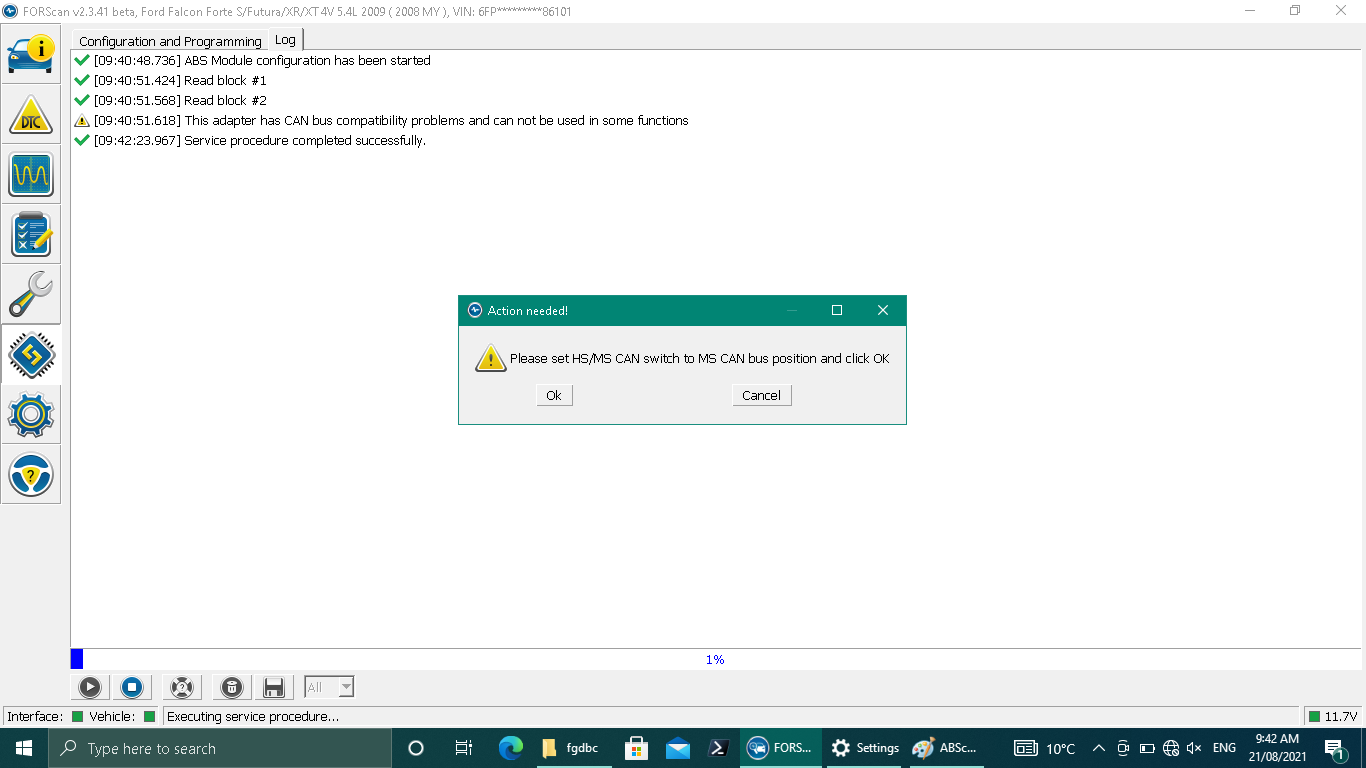 FORScan v2.3.41 beta, Ford Falcon Forte S/Futura/XR/XT 4V 5.4L 2009 ( 2008 MY ), VIN: 6FP*********86101
Configuration and Programming
Log
[09:40:48.736] ABS Module configuration has been started
[09:40:51.424] Read block #1
[09:40:51.568] Read block #2
[09:40:51.618] This adapter has CAN bus compatibility problems and can not be used in some functions
[09:42:23.967] Service procedure completed successfully.
DTC
Action needed!
Please set HS/MS CAN switch to MS CAN bus position and click OK
Ok
Cancel
1%
All
Interface:
Vehicle:
Executing service procedure...
11.7V
Type here to search
fgdbc
FORS...
Settings
ABSc...
10°C
ENG
9:42 AM
21/08/2021
1